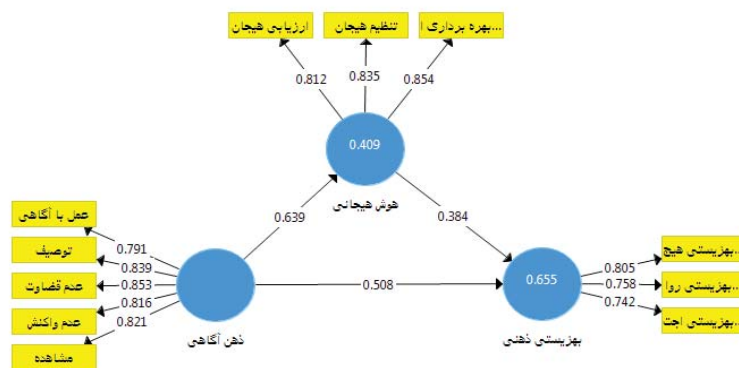 ارزیابی هیجان
تنظیم هیجان
بهره برداری ا...
0.812
0.835
0.854
0.409
هوش هیجانی
0.639
0.384
عمل با آگاهی
توصیف
عدم قضاوت
عدم واکنش
مشاهده
0.791
0.839
0.853
0.816
0.821
ذهن آگاهی
0.508
0.655
بهزیستی ذهنی
0.805
0.758
0.742
بهزیستی هیج...
بهزیستی روا...
بهزیستی اجت...